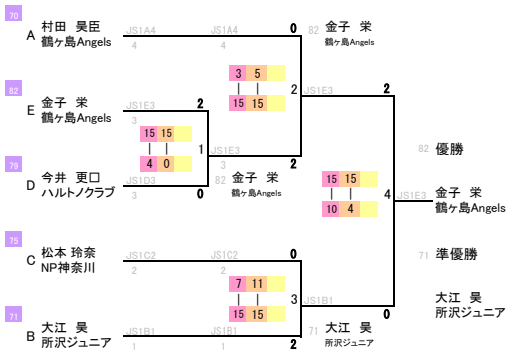 70
A 村田 昊臣 JS1A4 JS1A4 0 82 金子 栄
鶴ヶ島Angels 4 4 鶴ヶ島Angels
3 5
2 2
15 15
82
E 金子 栄 JS1E3 2 JS1E3
鶴ヶ島Angels 3
15 15
1 JS1E3
4 0
3 2
79
D 今井 更口 JS1D3 82 金子 栄
ハルトノクラブ 3 0 鶴ヶ島Angels
82 優勝
15 15
4 JS1E3 金子 栄
10 4 鶴ヶ島Angels
75
C 松本 玲奈 JS1C2 JS1C2 0
NP神奈川 2 2
71 準優勝
7 11
3 JS1B1
15 15 0
大江 昊
所沢ジュニア
71
B 大江 昊 JS1B1 JS1B1 71 大江 昊
所沢ジュニア 1 1 2 所沢ジュニア